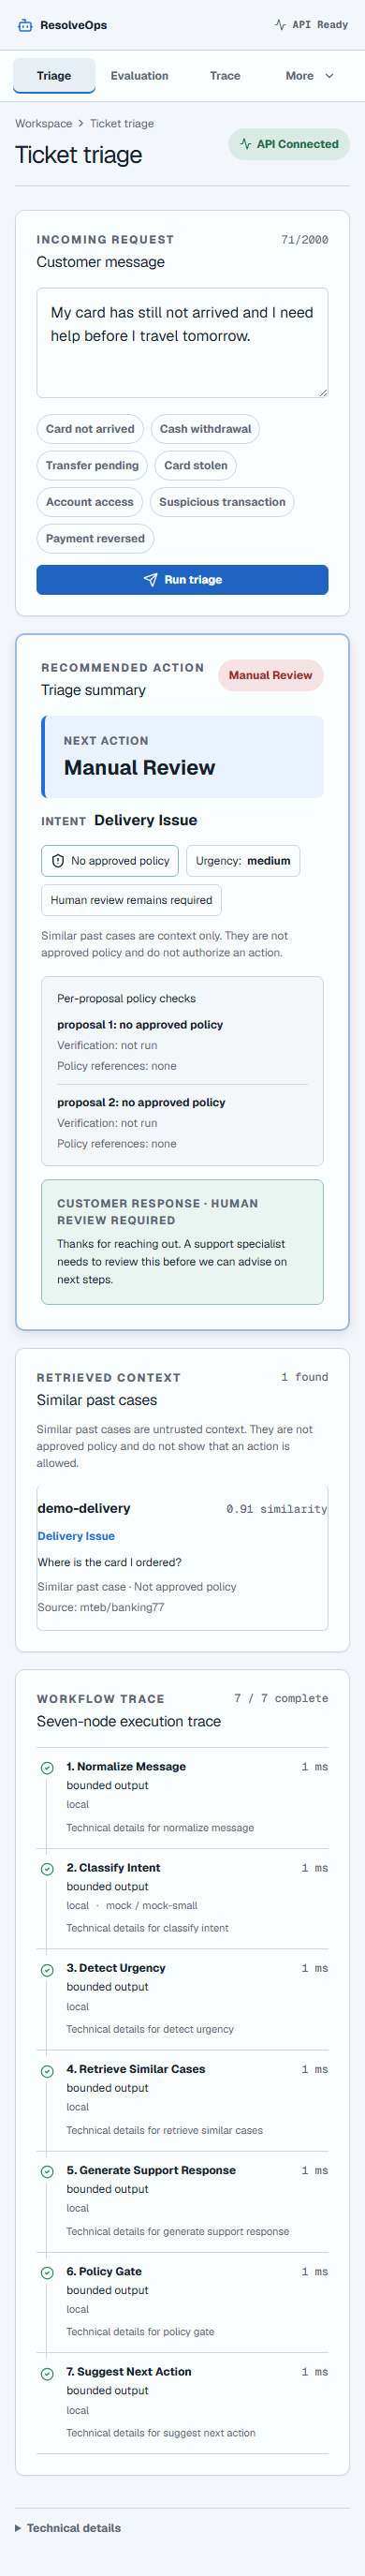 ResolveOps
API Ready
Triage
Evaluation
Trace
More
Workspace > Ticket triage
Ticket triage
API Connected
INCOMING REQUEST
71/2000
Customer message
My card has still not arrived and I need
help before I travel tomorrow.
Card not arrived
Cash withdrawal
Transfer pending
Card stolen
Account access
Suspicious transaction
Payment reversed
Run triage
RECOMMENDED ACTION
Manual Review
Triage summary
NEXT ACTION
Manual Review
INTENT Delivery Issue
No approved policy
Urgency: medium
Human review remains required
Similar past cases are context only. They are not
approved policy and do not authorize an action.
Per-proposal policy checks
proposal 1: no approved policy
Verification: not run
Policy references: none
proposal 2: no approved policy
Verification: not run
Policy references: none
CUSTOMER RESPONSE · HUMAN
REVIEW REQUIRED
Thanks for reaching out. A support specialist
needs to review this before we can advise on
next steps.
RETRIEVED CONTEXT
1 found
Similar past cases
Similar past cases are untrusted context. They are not
approved policy and do not show that an action is
allowed.
demo-delivery
0.91 similarity
Delivery Issue
Where is the card I ordered?
Similar past case · Not approved policy
Source: mteb/banking77
WORKFLOW TRACE
7 / 7 complete
Seven-node execution trace
1. Normalize Message
1 ms
bounded output
local
Technical details for normalize message
2. Classify Intent
1 ms
bounded output
local · mock / mock-small
Technical details for classify intent
3. Detect Urgency
1 ms
bounded output
local
Technical details for detect urgency
4. Retrieve Similar Cases
1 ms
bounded output
local
Technical details for retrieve similar cases
5. Generate Support Response
1 ms
bounded output
local
Technical details for generate support response
6. Policy Gate
1 ms
bounded output
local
Technical details for policy gate
7. Suggest Next Action
1 ms
bounded output
local
Technical details for suggest next action
Technical details